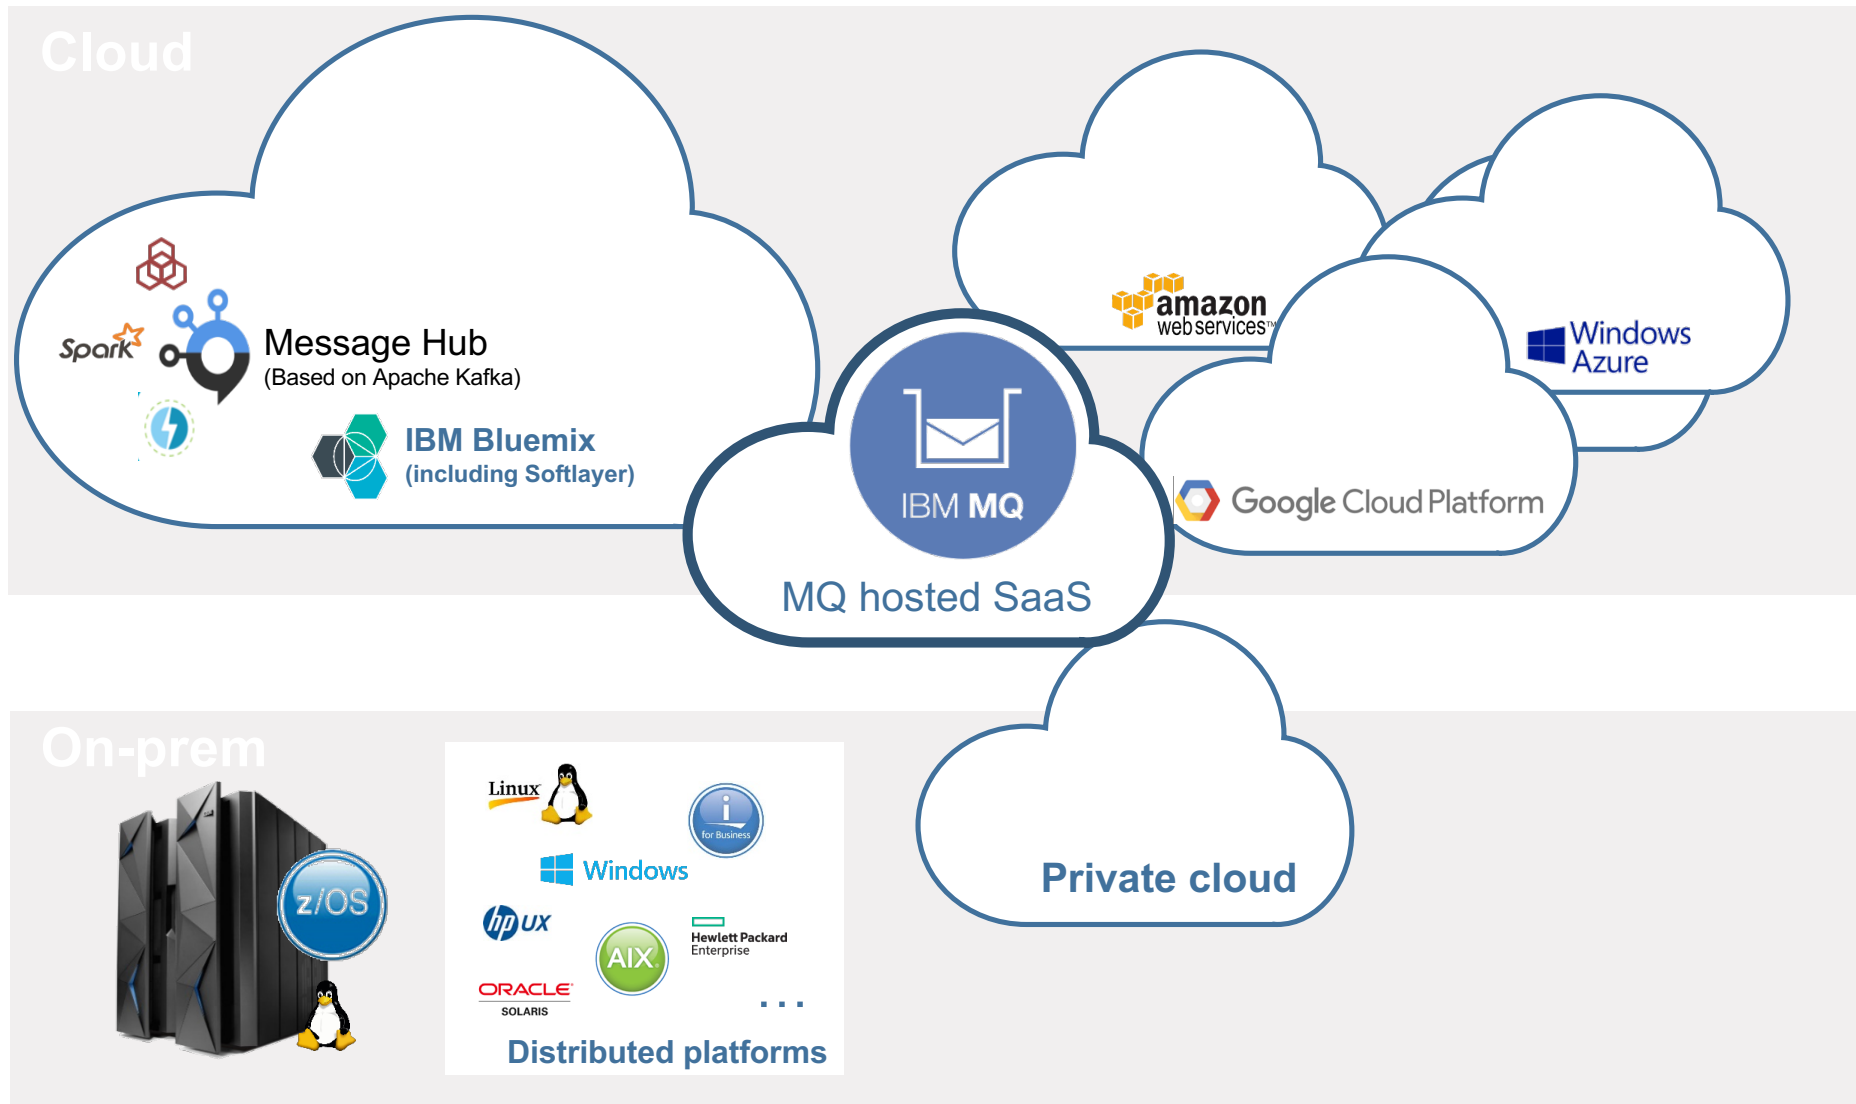 Cloud
Spark
Message Hub
(Based on Apache Kafka)
IBM Bluemix
(including Softlayer)
amazon
webservices™
Windows
Azure
Google Cloud Platform
IBM MQ
MQ hosted SaaS
On-prem
z/OS
Linux
i
for Business
Windows
hp UX
AIX
Hewlett Packard
Enterprise
ORACLE
SOLARIS
...
Distributed platforms
Private cloud